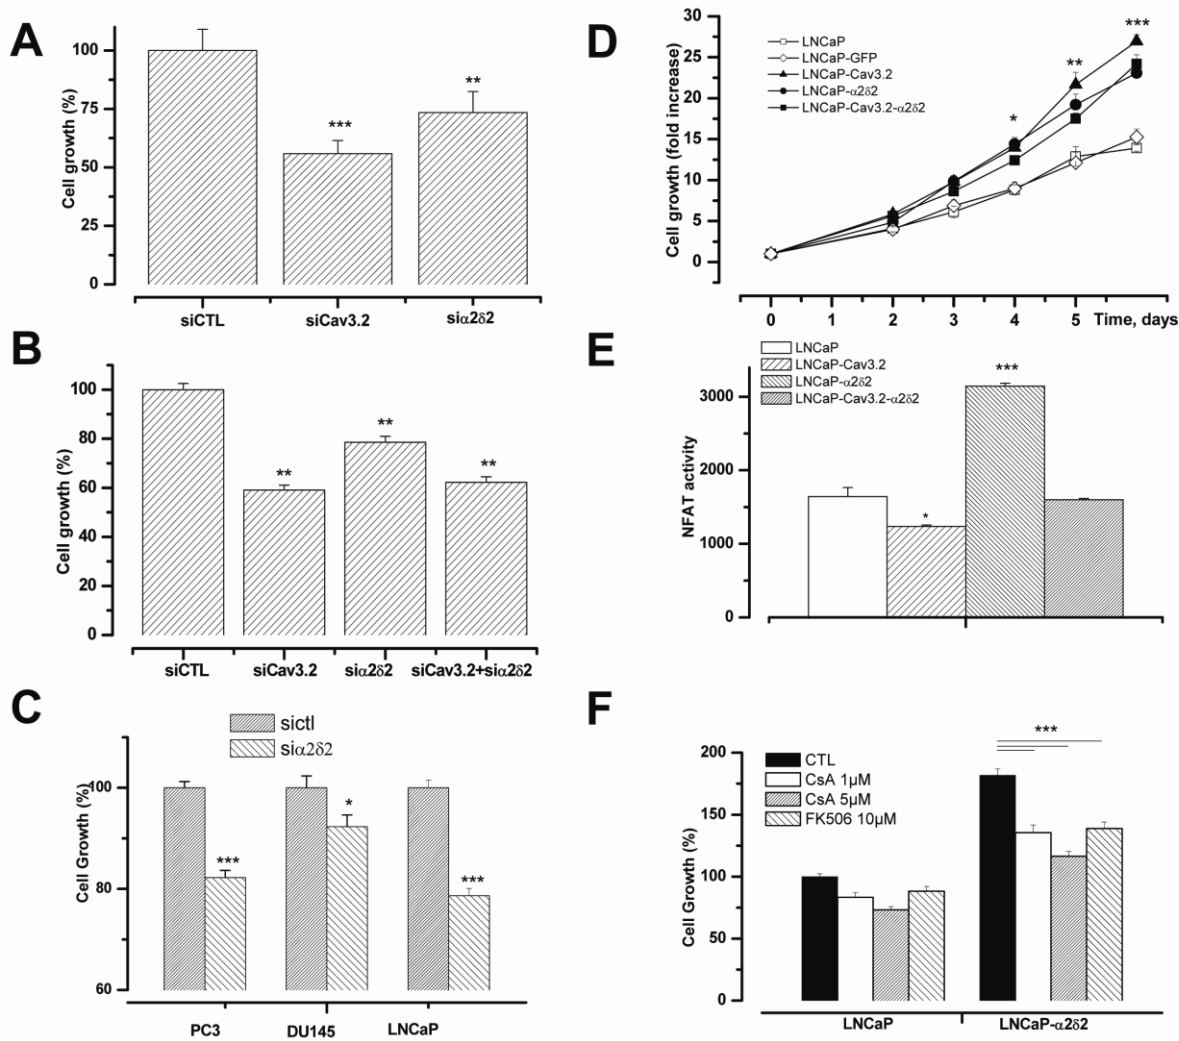 A
Cell growth (%)
100
75
50
25
0
***
**
siCTL
siCav3.2
siα2δ2
B
Cell growth (%)
100
80
60
40
20
0
**
**
**
siCTL
siCav3.2
siα2δ2
siCav3.2+siα2δ2
C
sictl
siα2δ2
Cell Growth (%)
100
80
60
***
*
***
PC3
DU145
LNCaP
D
Cell growth (fold increase)
30
25
20
15
10
5
0
LNCaP
LNCaP-GFP
LNCaP-Cav3.2
LNCaP-α2δ2
LNCaP-Cav3.2-α2δ2
*
**
***
0 1 2 3 4 5 Time, days
E
LNCaP
LNCaP-Cav3.2
LNCaP-α2δ2
LNCaP-Cav3.2-α2δ2
NFAT activity
3000
2000
1000
0
*
***
F
Cell Growth (%)
200
150
100
50
0
CTL
CsA 1µM
CsA 5µM
FK506 10µM
***
LNCaP
LNCaP-α2δ2